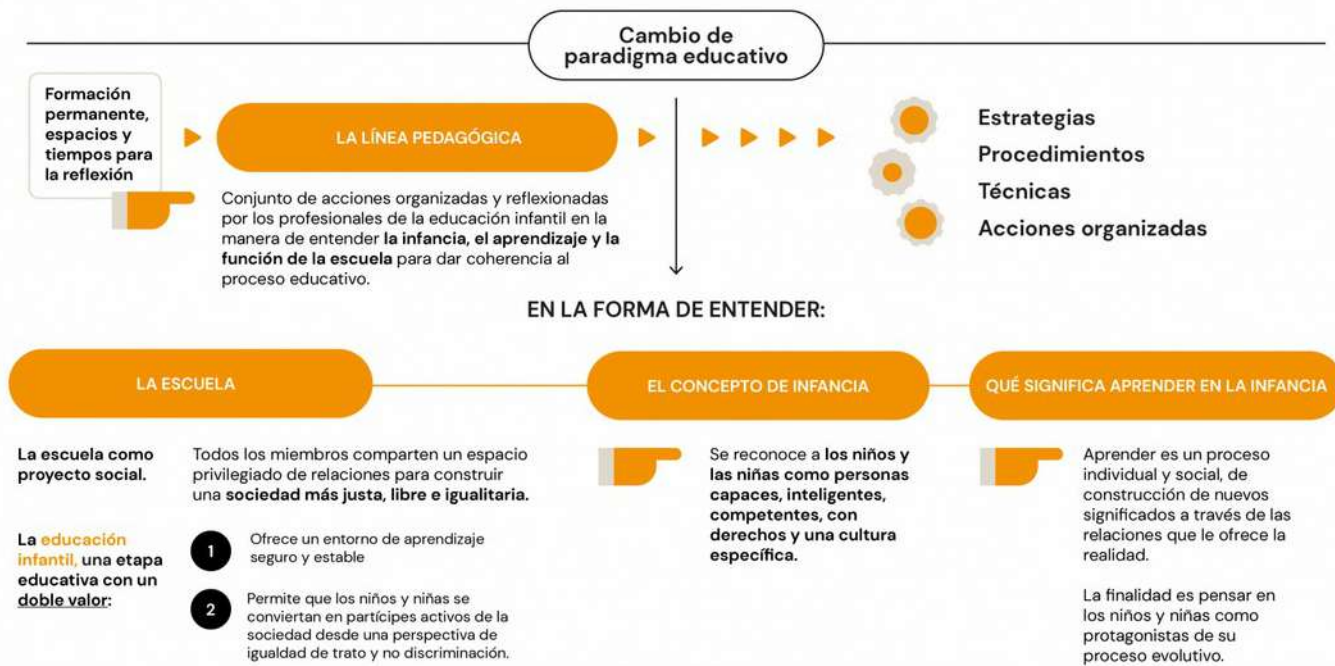 Cambio de
paradigma educativo
Formación
permanente,
espacios y
tiempos para
la reflexión
LA LÍNEA PEDAGÓGICA
Conjunto de acciones organizadas y reflexionadas
por los profesionales de la educación infantil en la
manera de entender la infancia, el aprendizaje y la
función de la escuela para dar coherencia al
proceso educativo.
Estrategias
Procedimientos
Técnicas
Acciones organizadas
EN LA FORMA DE ENTENDER:
LA ESCUELA
La escuela como
proyecto social.
Todos los miembros comparten un espacio
privilegiado de relaciones para construir
una sociedad más justa, libre e igualitaria.
La educación
infantil, una etapa
educativa con un
doble valor:
1
Ofrece un entorno de aprendizaje
seguro y estable
2
Permite que los niños y niñas se
conviertan en partícipes activos de la
sociedad desde una perspectiva de
igualdad de trato y no discriminación.
EL CONCEPTO DE INFANCIA
Se reconoce a los niños y
las niñas como personas
capaces, inteligentes,
competentes, con
derechos y una cultura
específica.
QUÉ SIGNIFICA APRENDER EN LA INFANCIA
Aprender es un proceso
individual y social, de
construcción de nuevos
significados a través de las
relaciones que le ofrece la
realidad.
La finalidad es pensar en
los niños y niñas como
protagonistas de su
proceso evolutivo.